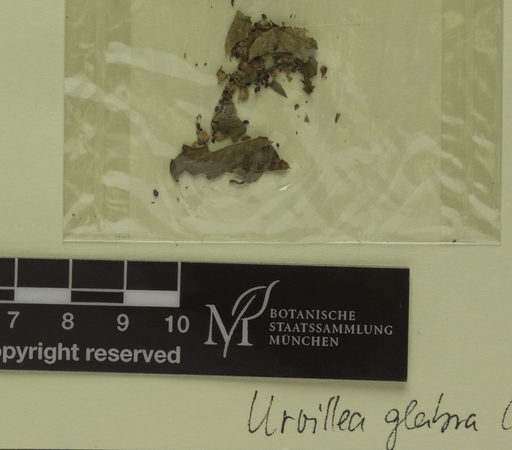 7 8 9 10
opyright reserved
M
BOTANISCHE
STAATSSAMMLUNG
MÜNCHEN
Urvillea glabra